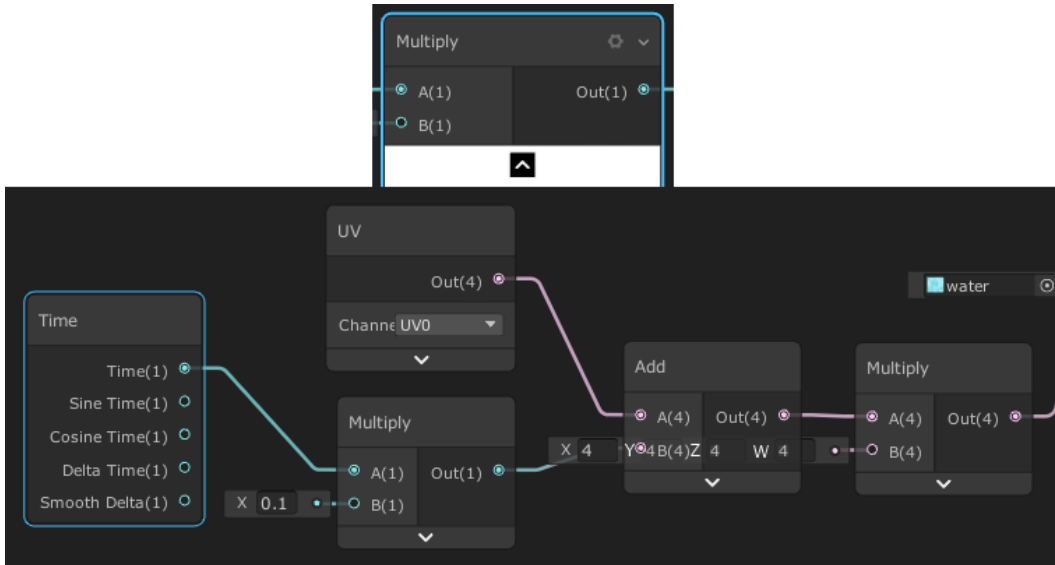 Multiply
A(1) Out(1)
B(1)
UV
Out(4)
Channe UV0
water
Time
Time(1)
Sine Time(1)
Cosine Time(1)
Delta Time(1)
Smooth Delta(1)
Multiply
A(1) Out(1)
X 0.1 B(1)
Add
A(4) Out(4)
X 4 Y 4 B(4) Z 4 W 4
Multiply
A(4) Out(4)
B(4)